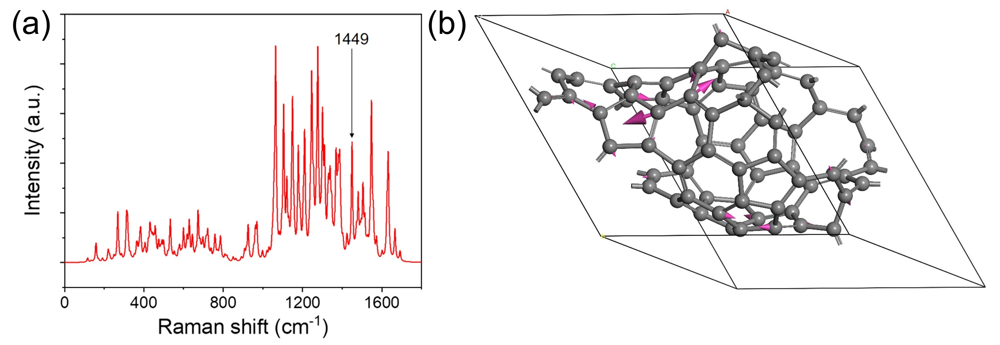 (a)
1449
Intensity (a.u.)
0 400 800 1200 1600
Raman shift (cm⁻¹)
(b)
A
C